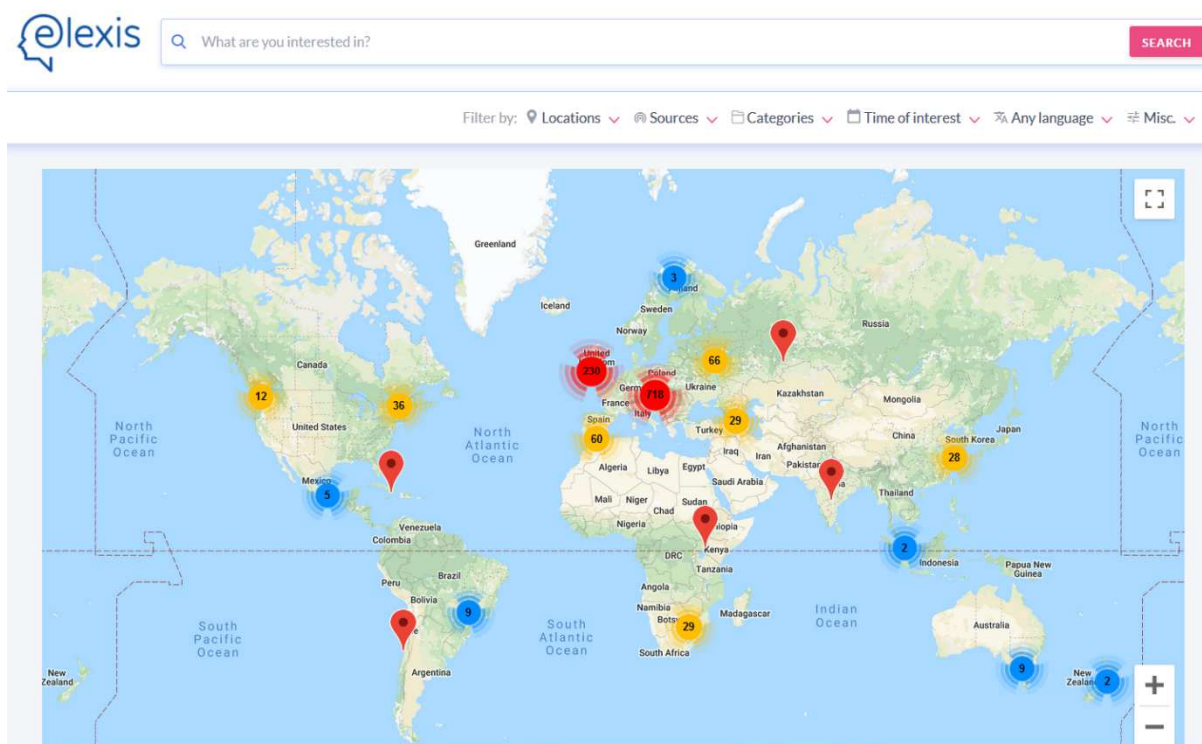 elexis
What are you interested in?
SEARCH
Filter by: Locations Sources Categories Time of interest Any language Misc.
Greenland
3
Iceland
Sweden
Norway
Russia
United
230
66
Canada
Poland
718
Ukraine
Kazakhstan
Mongolia
France
Italy
12
36
United States
Spain
60
Turkey
29
North
Pacific
Ocean
North
Atlantic
Ocean
Iraq
Iran
Afghanistan
China
South Korea
Japan
28
North
Pacific
Ocean
Algeria
Libya
Egypt
Pakistan
Saudi Arabia
Mexico
5
Mali
Niger
Chad
Sudan
Thailand
Venezuela
Colombia
Nigeria
DRC
Kenya
2
Indonesia
Papua New
Guinea
Tanzania
Peru
Brazil
Bolivia
9
Angola
Namibia
29
Madagascar
Indian
Ocean
Australia
South
Pacific
Ocean
South
Atlantic
Ocean
South Africa
Argentina
9
New
Zealand
New
2